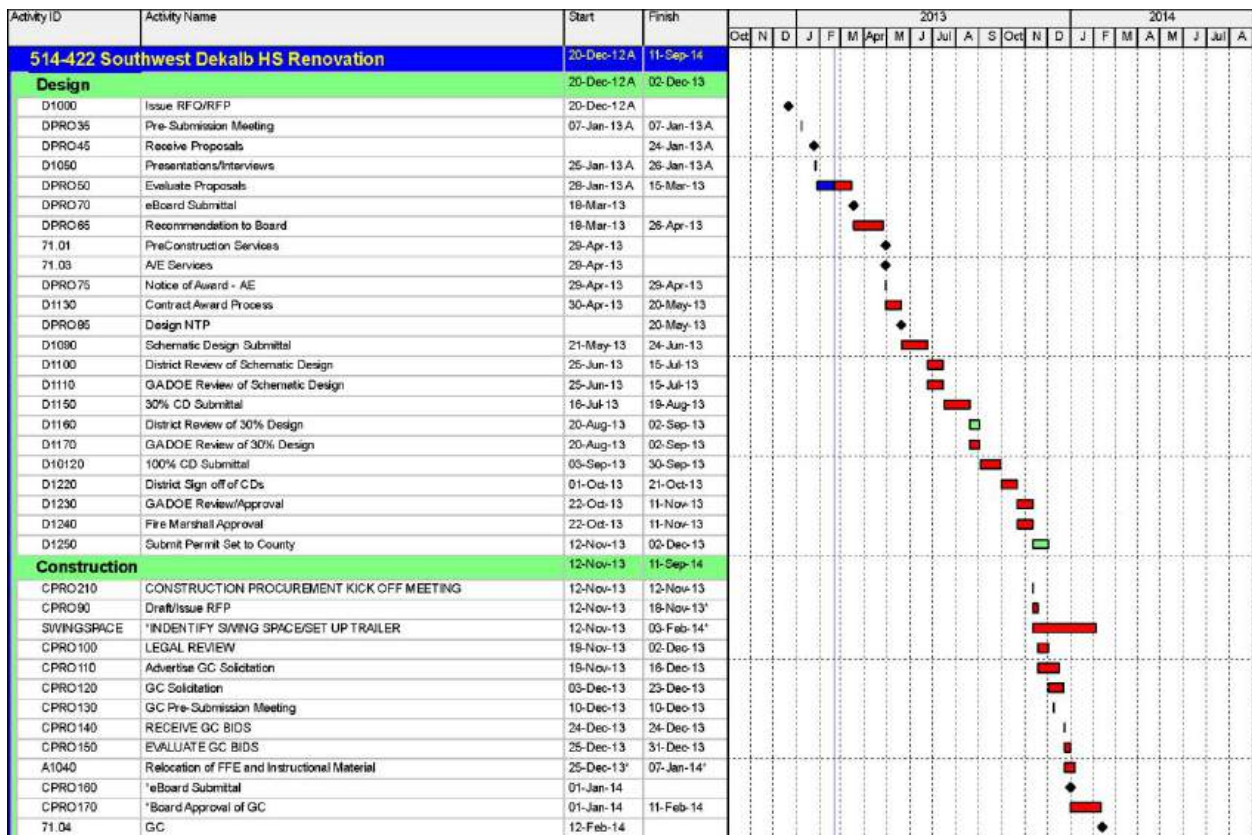 Activity ID Activity Name Start Finish 2013 2014
Oct N D J F M Apr M J Jul A S Oct N D J F M A M J Jul A
514-422 Southwest Dekalb HS Renovation 20-Dec-12A 11-Sep-14
Design 20-Dec-12A 02-Dec-13
D1000 Issue RFQ/RFP 20-Dec-12A
DPRO35 Pre-Submission Meeting 07-Jan-13A 07-Jan-13A
DPRO45 Receive Proposals 24-Jan-13A
D1050 Presentations/Interviews 25-Jan-13A 26-Jan-13A
DPRO50 Evaluate Proposals 28-Jan-13A 15-Mar-13
DPRO70 eBoard Submittal 18-Mar-13
DPRO65 Recommendation to Board 18-Mar-13 26-Apr-13
71.01 PreConstruction Services 29-Apr-13
71.03 A/E Services 29-Apr-13
DPRO75 Notice of Award - AE 29-Apr-13 29-Apr-13
D1130 Contract Award Process 30-Apr-13 20-May-13
DPRO85 Design NTP 20-May-13
D1090 Schematic Design Submittal 21-May-13 24-Jun-13
D1100 District Review of Schematic Design 25-Jun-13 15-Jul-13
D1110 GADOE Review of Schematic Design 25-Jun-13 15-Jul-13
D1150 30% CD Submittal 16-Jul-13 19-Aug-13
D1160 District Review of 30% Design 20-Aug-13 02-Sep-13
D1170 GADOE Review of 30% Design 20-Aug-13 02-Sep-13
D10120 100% CD Submittal 03-Sep-13 30-Sep-13
D1220 District Sign off of CDs 01-Oct-13 21-Oct-13
D1230 GADOE Review/Approval 22-Oct-13 11-Nov-13
D1240 Fire Marshall Approval 22-Oct-13 11-Nov-13
D1250 Submit Permit Set to County 12-Nov-13 02-Dec-13
Construction 12-Nov-13 11-Sep-14
CPRO210 CONSTRUCTION PROCUREMENT KICK OFF MEETING 12-Nov-13 12-Nov-13
CPRO90 Draft/Issue RFP 12-Nov-13 18-Nov-13*
SWINGSPACE *INDENTIFY SWING SPACE/SET UP TRAILER 12-Nov-13 03-Feb-14*
CPRO100 LEGAL REVIEW 19-Nov-13 02-Dec-13
CPRO110 Advertise GC Solicitation 19-Nov-13 16-Dec-13
CPRO120 GC Solicitation 03-Dec-13 23-Dec-13
CPRO130 GC Pre-Submission Meeting 10-Dec-13 10-Dec-13
CPRO140 RECEIVE GC BIDS 24-Dec-13 24-Dec-13
CPRO150 EVALUATE GC BIDS 25-Dec-13 31-Dec-13
A1040 Relocation of FFE and Instructional Material 25-Dec-13* 07-Jan-14*
CPRO160 *eBoard Submittal 01-Jan-14
CPRO170 *Board Approval of GC 01-Jan-14 11-Feb-14
71.04 GC 12-Feb-14